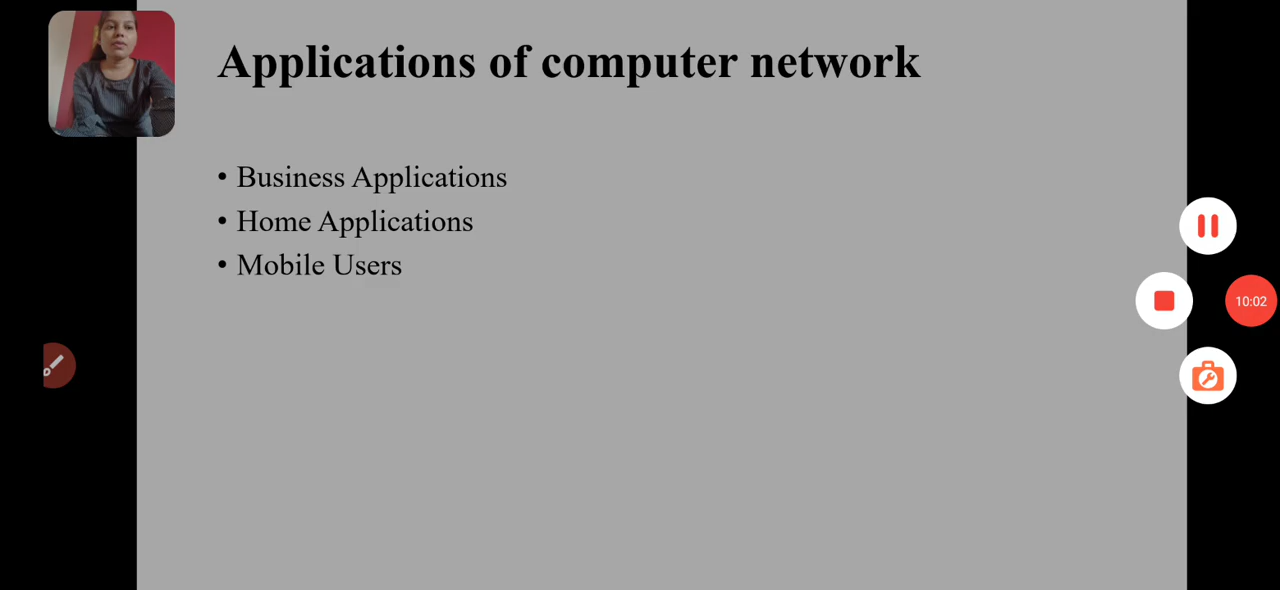 Applications of computer network
• Business Applications
• Home Applications
• Mobile Users
10:02